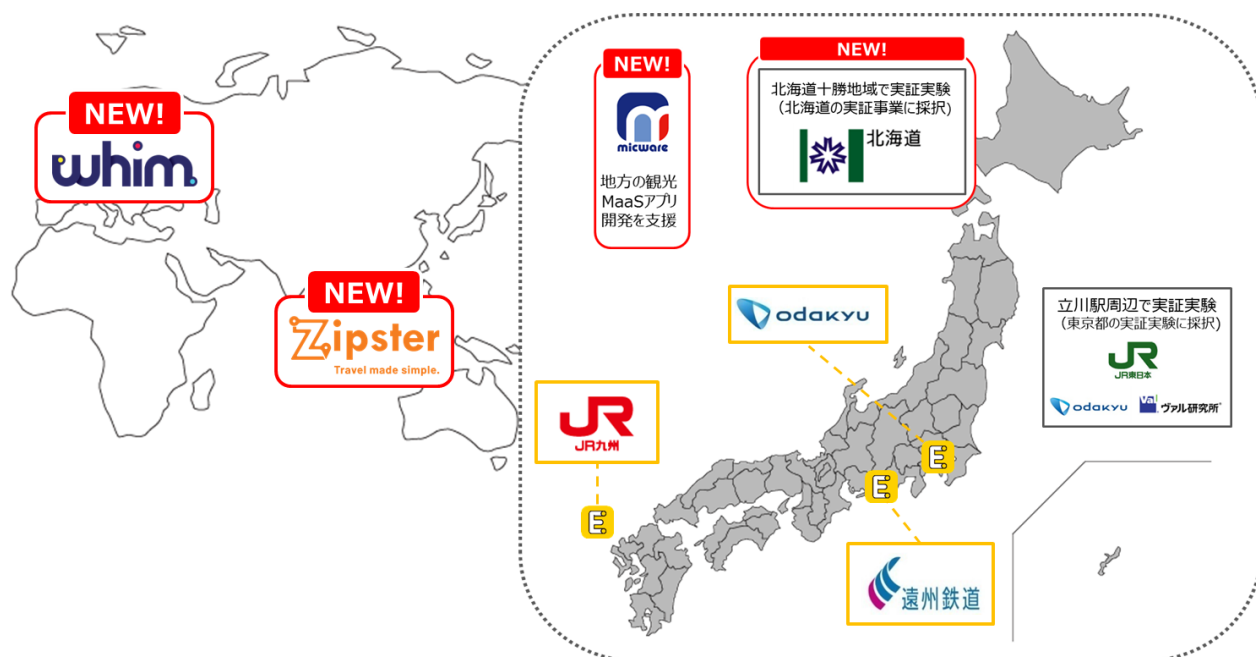 NEW!
whim
NEW!
Zipster
Travel made simple.
NEW!
micware
地方の観光
MaaSアプリ
開発を支援
NEW!
北海道十勝地域で実証実験
(北海道の実証事業に採択)
北海道
odakyu
立川駅周辺で実証実験
(東京都の実証実験に採択)
JR
JR東日本
odakyu
Val
ヴァル研究所
JR
JR九州
E
E
E
遠州鉄道